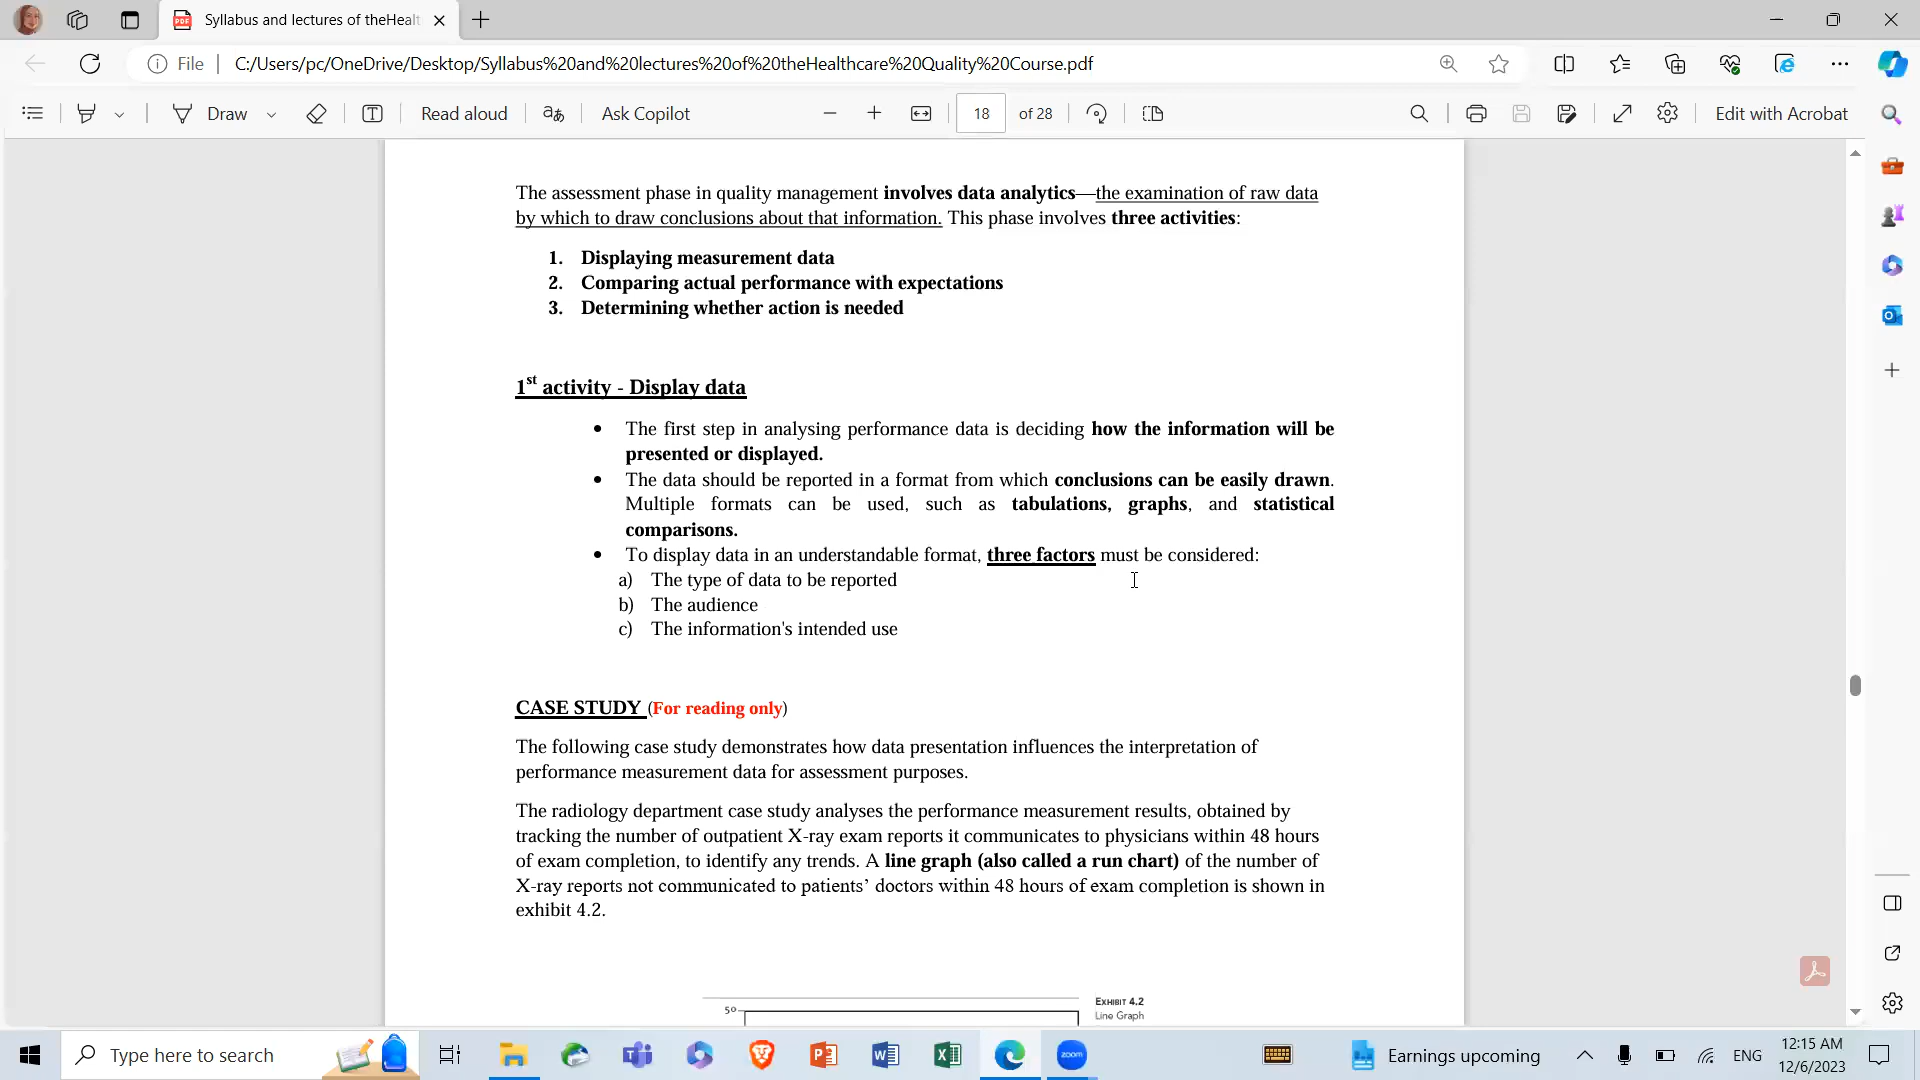 Syllabus and lectures of theHealt
File
C:/Users/pc/OneDrive/Desktop/Syllabus%20and%20lectures%20of%20theHealthcare%20Quality%20Course.pdf
Draw
Read aloud
Ask Copilot
18 of 28
Edit with Acrobat
The assessment phase in quality management involves data analytics—the examination of raw data
by which to draw conclusions about that information. This phase involves three activities:
1. Displaying measurement data
2. Comparing actual performance with expectations
3. Determining whether action is needed
1st activity - Display data
• The first step in analysing performance data is deciding how the information will be
presented or displayed.
• The data should be reported in a format from which conclusions can be easily drawn.
Multiple formats can be used, such as tabulations, graphs, and statistical
comparisons.
• To display data in an understandable format, three factors must be considered:
a) The type of data to be reported
b) The audience
c) The information's intended use
CASE STUDY (For reading only)
The following case study demonstrates how data presentation influences the interpretation of
performance measurement data for assessment purposes.
The radiology department case study analyses the performance measurement results, obtained by
tracking the number of outpatient X-ray exam reports it communicates to physicians within 48 hours
of exam completion, to identify any trends. A line graph (also called a run chart) of the number of
X-ray reports not communicated to patients’ doctors within 48 hours of exam completion is shown in
exhibit 4.2.
EXHIBIT 4.2
50
Line Graph
Type here to search
zoom
Earnings upcoming
ENG
12:15 AM
12/6/2023